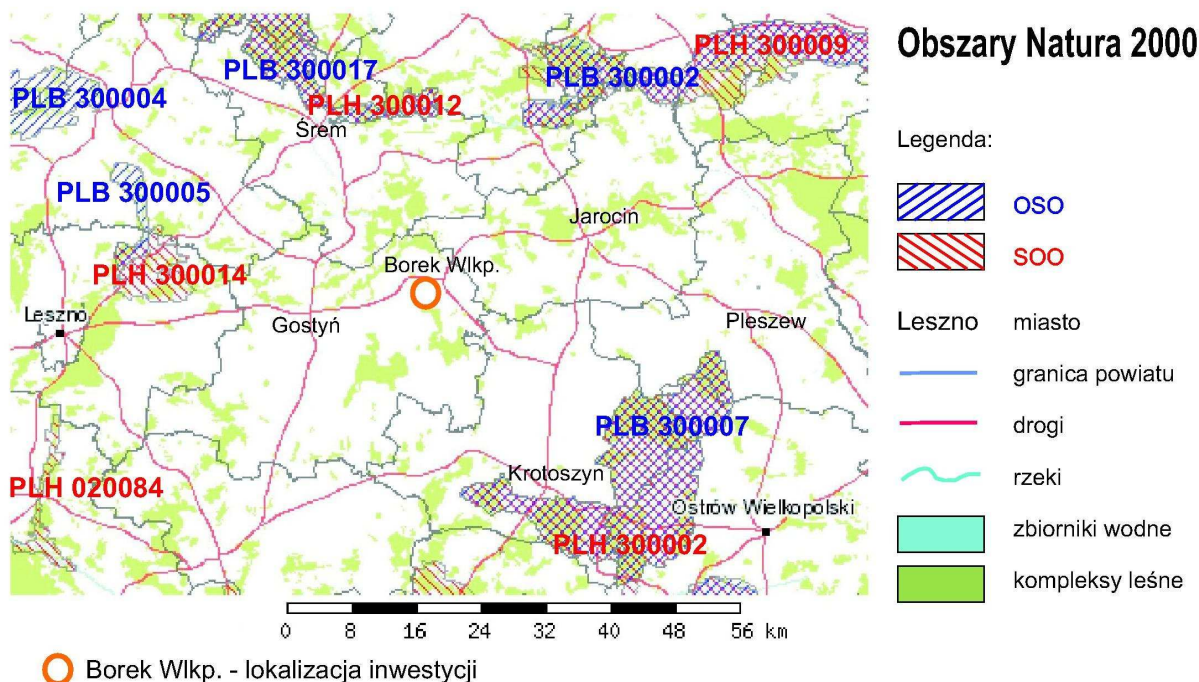 Obszary Natura 2000
PLB 300017
PLH 300009
PLB 300004
PLB 300002
PLH 300012
Śrem
PLB 300005
Jarocin
PLH 300014
Borek Wlkp.
Leszno
Gostyń
Pleszew
PLB 300007
Krotoszyn
PLH 020084
Ostrów Wielkopolski
PLH 300002
Legenda:
OSO
SOO
Leszno miasto
granica powiatu
drogi
rzeki
zbiorniki wodne
kompleksy leśne
0 8 16 24 32 40 48 56 km
Borek Wlkp. - lokalizacja inwestycji